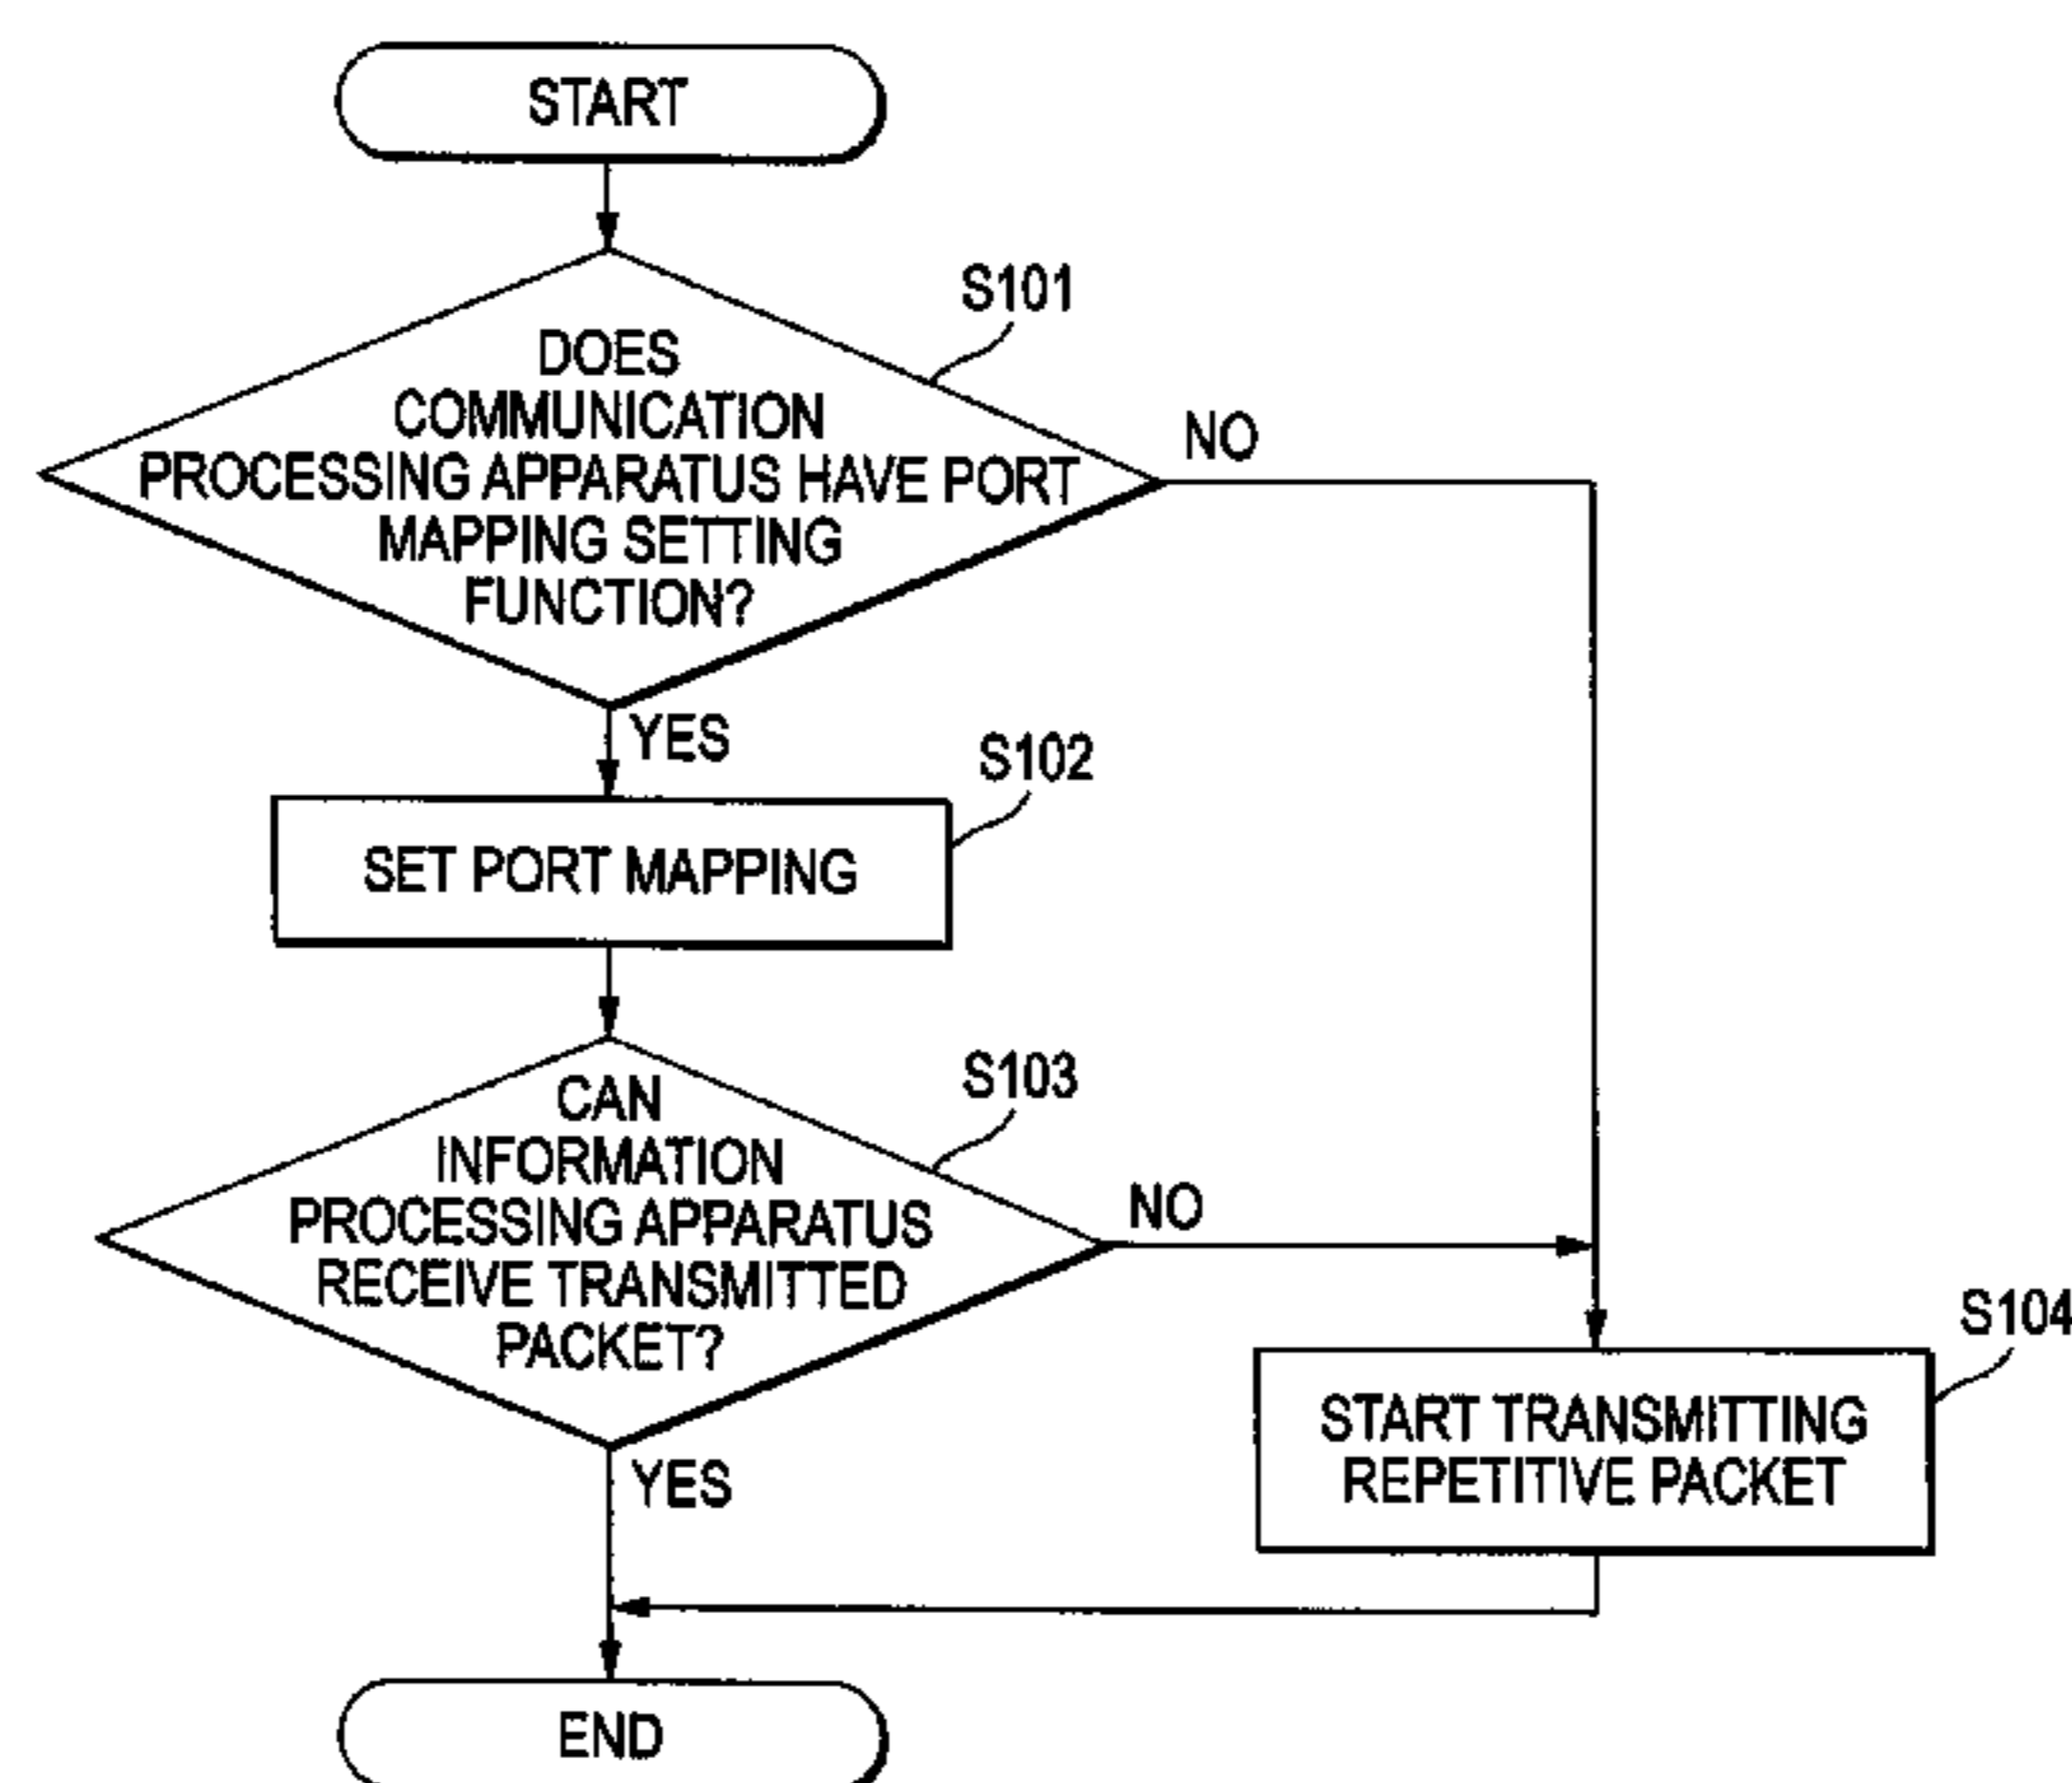 START
S101
DOES
COMMUNICATION
PROCESSING APPARATUS HAVE PORT
MAPPING SETTING
FUNCTION?
NO
YES
S102
SET PORT MAPPING
S103
CAN
INFORMATION
PROCESSING APPARATUS
RECEIVE TRANSMITTED
PACKET?
NO
YES
S104
START TRANSMITTING
REPETITIVE PACKET
END